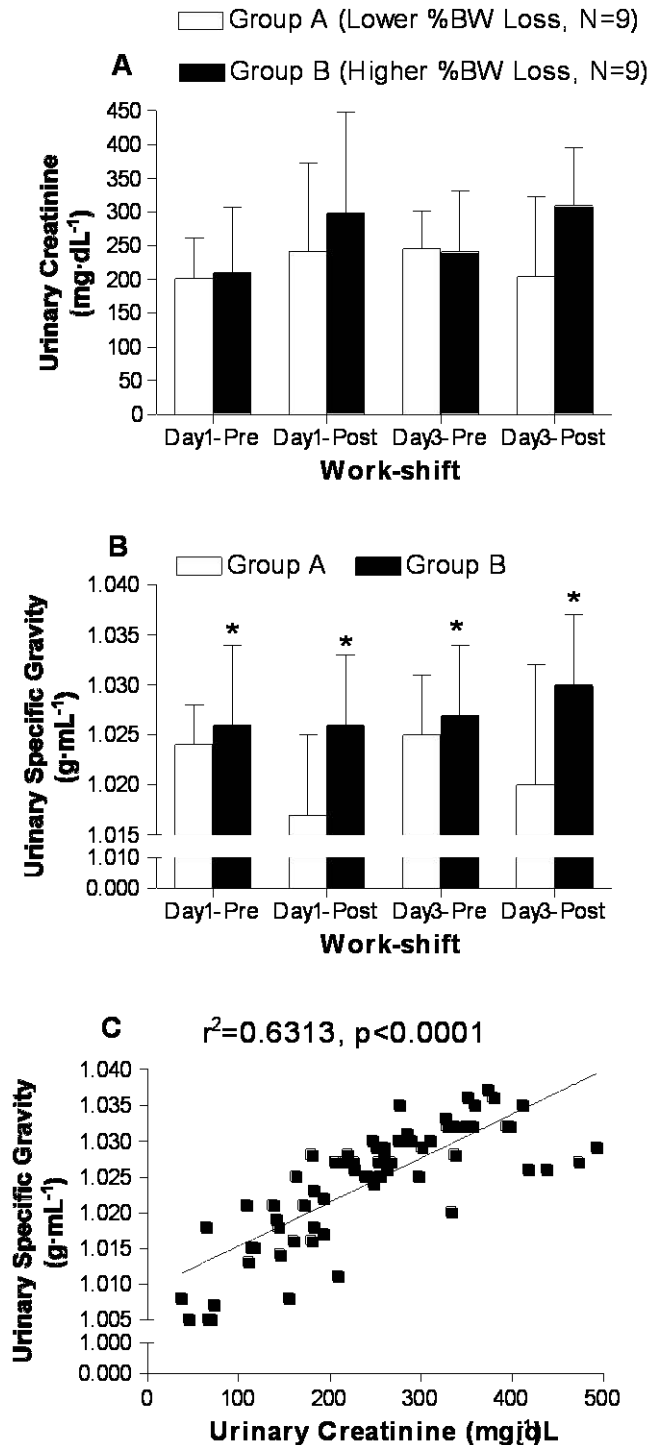 Group A (Lower %BW Loss, N=9)
A
Group B (Higher %BW Loss, N=9)
450
400
350
300
250
200
150
100
50
0
Urinary Creatinine
(mg·dL⁻¹)
Day1-Pre Day1-Post Day3-Pre Day3-Post
Work-shift
B
Group A Group B
1.040
1.035
1.030
1.025
1.020
1.015
1.010
0.000
Urinary Specific Gravity
(g·mL⁻¹)
* * * *
Day1-Pre Day1-Post Day3-Pre Day3-Post
Work-shift
C
r²=0.6313, p<0.0001
1.040
1.035
1.030
1.025
1.020
1.015
1.010
1.005
1.000
0.000
Urinary Specific Gravity
(g·mL⁻¹)
0 100 200 300 400 500
Urinary Creatinine